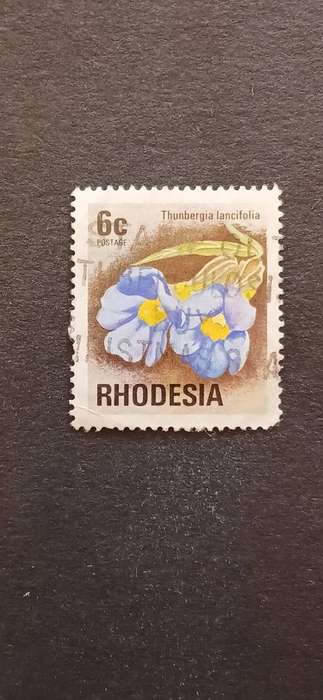 6c
POSTAGE
Thunbergia lancifolia
RHODESIA